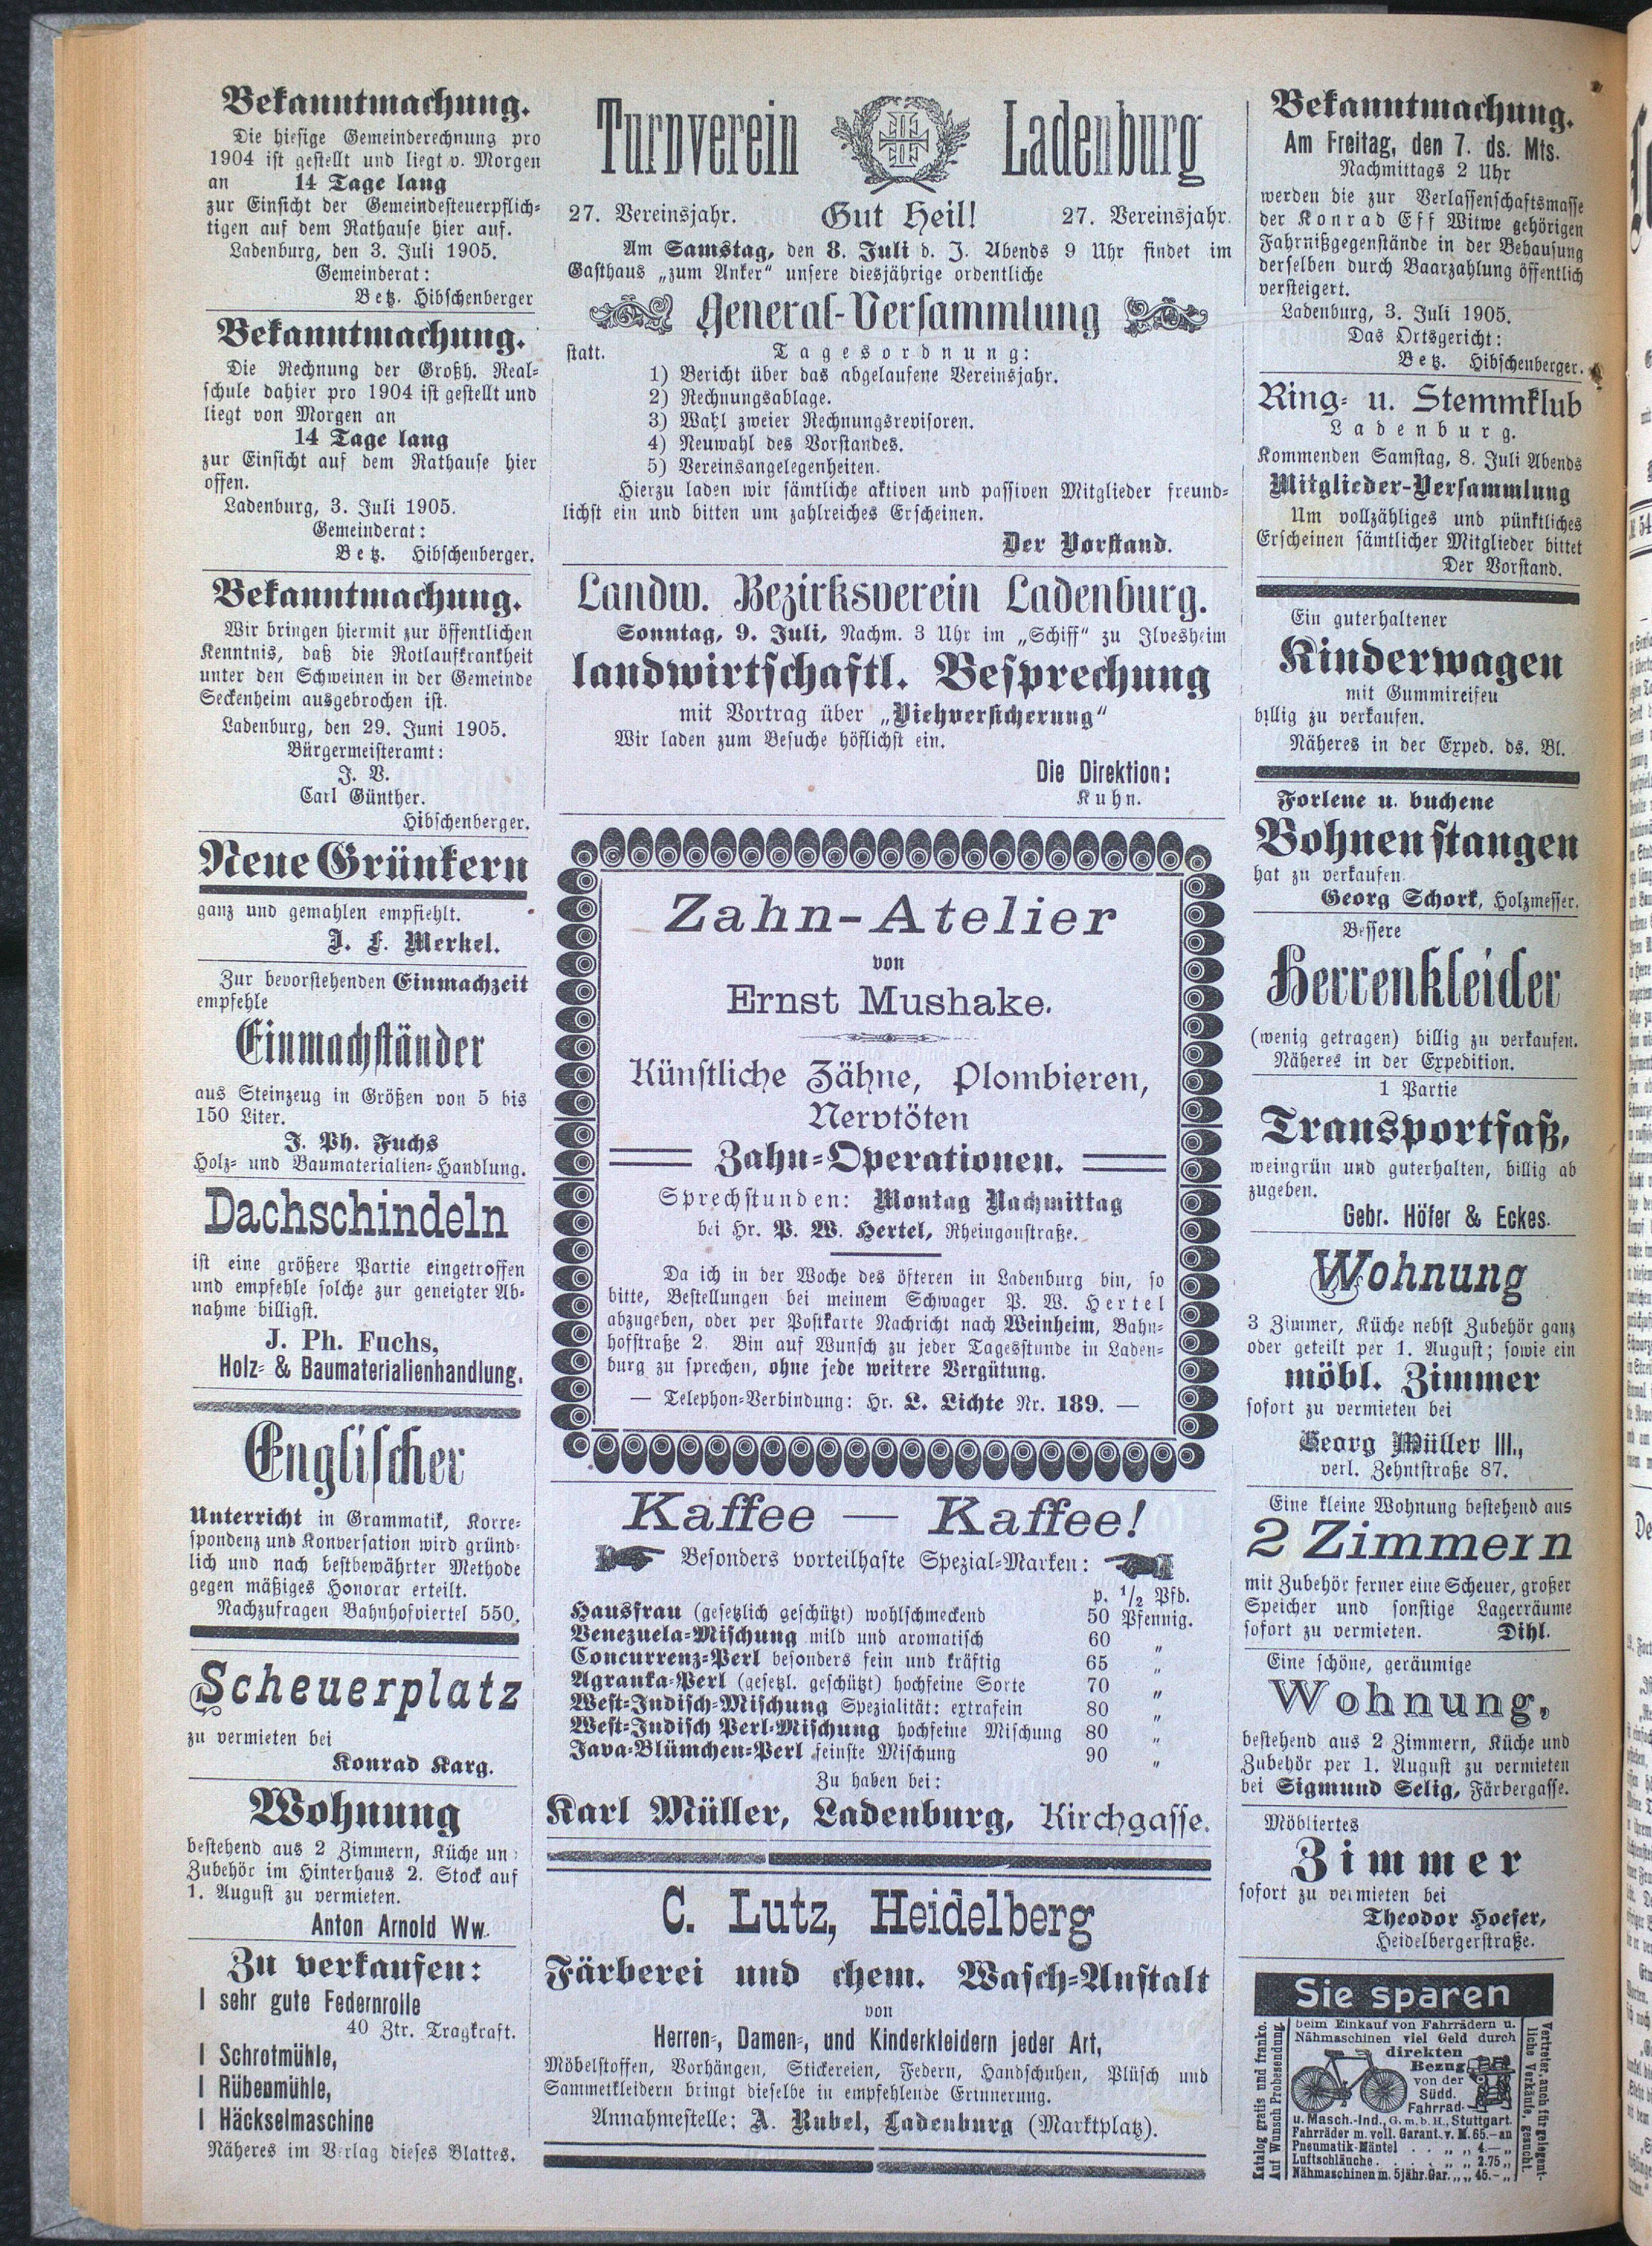 Bekanntmachung.
Die hiesige Gemeinderechnung pro
1904 ist gestellt und liegt v. Morgen
an 14 Tage lang
zur Einsicht der Gemeindesteuerpflich-
tigen auf dem Rathause hier auf.
Ladenburg, den 3. Juli 1905.
Gemeinderat:
Betz. Hibschenberger
Bekanntmachung.
Die Rechnung der Großh. Real-
schule dahier pro 1904 ist gestellt und
liegt von Morgen an
14 Tage lang
zur Einsicht auf dem Rathause hier
offen.
Ladenburg, 3. Juli 1905.
Gemeinderat:
Betz. Hibschenberger.
Bekanntmachung.
Wir bringen hiermit zur öffentlichen
Kenntnis, daß die Rotlaufkrankheit
unter den Schweinen in der Gemeinde
Seckenheim ausgebrochen ist.
Ladenburg, den 29. Juni 1905.
Bürgermeisteramt:
J. V.
Carl Günther.
Hibschenberger.
Neue Grünkern
ganz und gemahlen empfiehlt.
J. F. Merkel.
Zur bevorstehenden Einmachzeit
empfehle
Einmachständer
aus Steinzeug in Größen von 5 bis
150 Liter.
J. Ph. Fuchs
Holz- und Baumaterialien-Handlung.
Dachschindeln
ist eine größere Partie eingetroffen
und empfehle solche zur geneigter Ab-
nahme billigst.
J. Ph. Fuchs,
Holz- & Baumaterialienhandlung.
Englischer
Unterricht in Grammatik, Korre-
spondenz und Konversation wird gründ-
lich und nach bestbewährter Methode
gegen mäßiges Honorar erteilt.
Nachzufragen Bahnhofviertel 550.
Scheuerplatz
zu vermieten bei
Konrad Karg.
Wohnung
bestehend aus 2 Zimmern, Küche un
Zubehör im Hinterhaus 2. Stock auf
1. August zu vermieten.
Anton Arnold Ww.
Zu verkaufen:
1 sehr gute Federnrolle
40 Ztr. Tragkraft.
1 Schrotmühle,
1 Rübenmühle,
1 Häckselmaschine
Näheres im Verlag dieses Blattes.
Turnverein Ladenburg
27. Vereinsjahr. Gut Heil! 27. Vereinsjahr.
Am Samstag, den 8. Juli d. J. Abends 9 Uhr findet im
Gasthaus „zum Anker“ unsere diesjährige ordentliche
General-Versammlung
statt. Tagesordnung:
1) Bericht über das abgelaufene Vereinsjahr.
2) Rechnungsablage.
3) Wahl zweier Rechnungsrevisoren.
4) Neuwahl des Vorstandes.
5) Vereinsangelegenheiten.
Hierzu laden wir sämtliche aktiven und passiven Mitglieder freund-
lichst ein und bitten um zahlreiches Erscheinen.
Der Vorstand.
Landw. Bezirksverein Ladenburg.
Sonntag, 9. Juli, Nachm. 3 Uhr im „Schiff“ zu Ilvesheim
landwirtschaftl. Besprechung
mit Vortrag über „Viehversicherung“
Wir laden zum Besuche höflichst ein.
Die Direktion:
Kuhn.
Zahn-Atelier
von
Ernst Mushake.
Künstliche Zähne, Plombieren,
Nervtöten
Zahn-Operationen.
Sprechstunden: Montag Nachmittag
bei Hr. P. W. Hertel, Rheingaustraße.
Da ich in der Woche des öfteren in Ladenburg bin, so
bitte, Bestellungen bei meinem Schwager P. W. Hertel
abzugeben, oder per Postkarte Nachricht nach Weinheim, Bahn-
hofstraße 2. Bin auf Wunsch zu jeder Tagesstunde in Laden-
burg zu sprechen, ohne jede weitere Vergütung.
— Telephon-Verbindung: Hr. L. Lichte Nr. 189. —
Kaffee — Kaffee!
Besonders vorteilhafte Spezial-Marken:
p. 1/2 Pfd.
Hausfrau (gesetzlich geschützt) wohlschmeckend 50 Pfennig.
Venezuela-Mischung mild und aromatisch 60 „
Concurrenz-Perl besonders fein und kräftig 65 „
Agranka-Perl (gesetzl. geschützt) hochfeine Sorte 70 „
West-Indisch-Mischung Spezialität: extrafein 80 „
West-Indisch Perl-Mischung hochfeine Mischung 80 „
Java-Blümchen-Perl feinste Mischung 90 „
Zu haben bei:
Karl Müller, Ladenburg, Kirchgasse.
C. Lutz, Heidelberg
Färberei und chem. Wasch-Anstalt
von
Herren-, Damen-, und Kinderkleidern jeder Art,
Möbelstoffen, Vorhängen, Stickereien, Federn, Handschuhen, Plüsch und
Sammetkleidern bringt dieselbe in empfehlende Erinnerung.
Annahmestelle: A. Rubel, Ladenburg (Marktplatz).
Bekanntmachung.
Am Freitag, den 7. ds. Mts.
Nachmittags 2 Uhr
werden die zur Verlassenschaftsmasse
der Konrad Eff Witwe gehörigen
Fahrnißgegenstände in der Behausung
derselben durch Baarzahlung öffentlich
versteigert.
Ladenburg, 3. Juli 1905.
Das Ortsgericht:
Betz. Hibschenberger.
Ring- u. Stemmklub
Ladenburg.
Kommenden Samstag, 8. Juli Abends
Mitglieder-Versammlung
Um vollzähliges und pünktliches
Erscheinen sämtlicher Mitglieder bittet
Der Vorstand.
Ein guterhaltener
Kinderwagen
mit Gummireifen
billig zu verkaufen.
Näheres in der Exped. ds. Bl.
Forlene u. buchene
Bohnenstangen
hat zu verkaufen
Georg Schork, Holzmesser.
Bessere
Herrenkleider
(wenig getragen) billig zu verkaufen.
Näheres in der Expedition.
1 Partie
Transportfaß,
weingrün und guterhalten, billig ab
zugeben.
Gebr. Höfer & Eckes.
Wohnung
3 Zimmer, Küche nebst Zubehör ganz
oder geteilt per 1. August; sowie ein
möbl. Zimmer
sofort zu vermieten bei
Georg Müller III.,
verl. Zehntstraße 87.
Eine kleine Wohnung bestehend aus
2 Zimmern
mit Zubehör ferner eine Scheuer, großer
Speicher und sonstige Lagerräume
sofort zu vermieten. Dihl.
Eine schöne, geräumige
Wohnung,
bestehend aus 2 Zimmern, Küche und
Zubehör per 1. August zu vermieten
bei Sigmund Selig, Färbergasse.
Möbliertes
Zimmer
sofort zu vermieten bei
Theodor Hoefer,
Heidelbergerstraße.
Sie sparen
Katalog gratis und franko.
Auf Wunsch Probesendung.
beim Einkauf von Fahrrädern u.
Nähmaschinen viel Geld durch
direkten
Bezug
von der
Südd.
Fahrrad-
u. Masch.-Ind., G. m. b. H., Stuttgart.
Fahrräder m. voll. Garant. v. M. 65.— an
Pneumatik-Mäntel . . „ „ 4.— „
Luftschläuche . . . „ „ 2.75 „
Nähmaschinen m. 5jähr. Gar. „ „ 45.— „
Vertreter, auch für gelegent-
liche Verkäufe, gesucht.